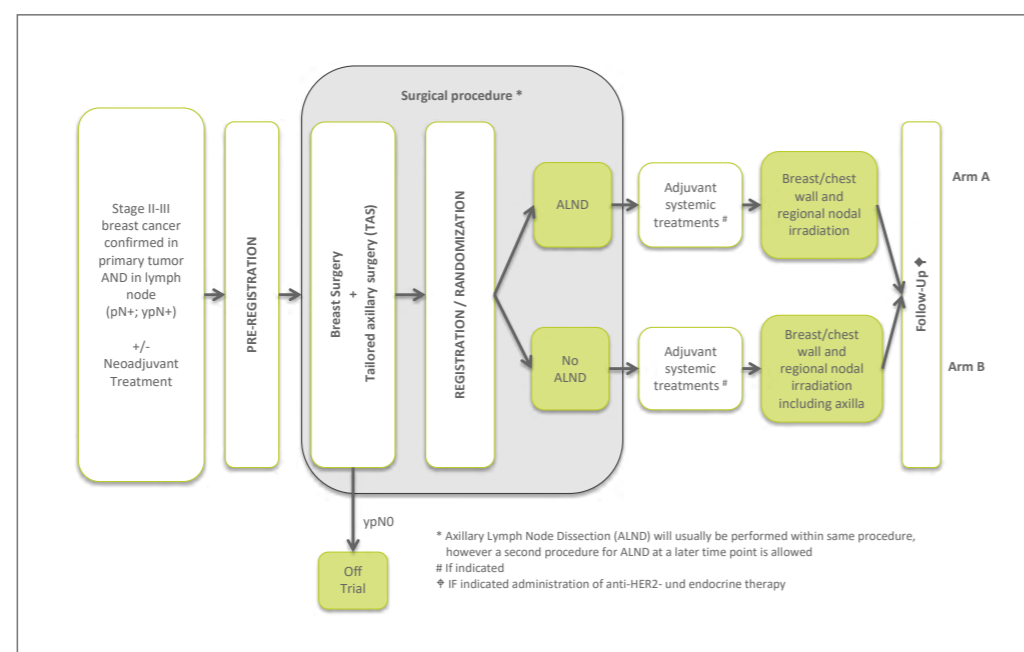 Surgical procedure *
Stage II-III
breast cancer
confirmed in
primary tumor
AND in lymph
node
(pN+; ypN+)
+/-
Neoadjuvant
Treatment
PRE-REGISTRATION
Breast Surgery
+
Tailored axillary surgery (TAS)
REGISTRATION / RANDOMIZATION
ALND
Adjuvant
systemic
treatments #
Breast/chest
wall and
regional nodal
irradiation
Arm A
No
ALND
Adjuvant
systemic
treatments #
Breast/chest
wall and
regional nodal
irradiation
including axilla
Arm B
Follow-Up ⌖
ypN0
Off
Trial
* Axillary Lymph Node Dissection (ALND) will usually be performed within same procedure,
however a second procedure for ALND at a later time point is allowed
# If indicated
⌖ IF indicated administration of anti-HER2- und endocrine therapy